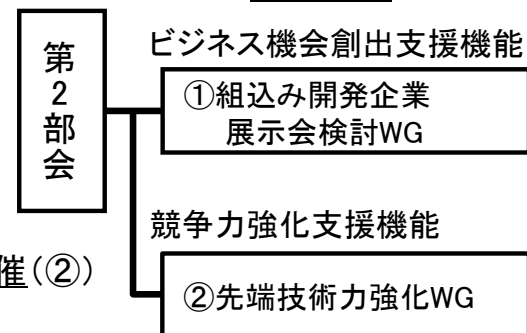 第2部会
ビジネス機会創出支援機能
①組込み開発企業
展示会検討WG
競争力強化支援機能
催(②)
②先端技術力強化WG